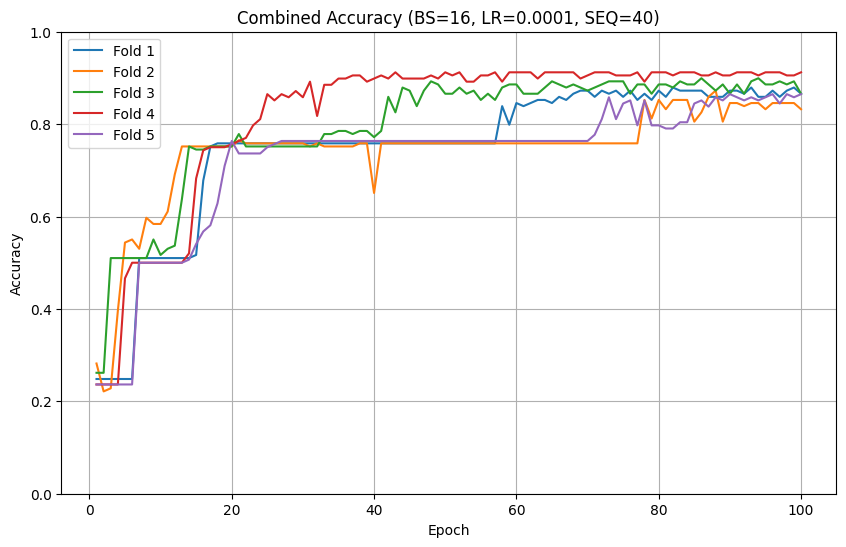 Combined Accuracy (BS=16, LR=0.0001, SEQ=40)
Accuracy
1.0
0.8
0.6
0.4
0.2
0.0
Fold 1
Fold 2
Fold 3
Fold 4
Fold 5
0 20 40 60 80 100
Epoch